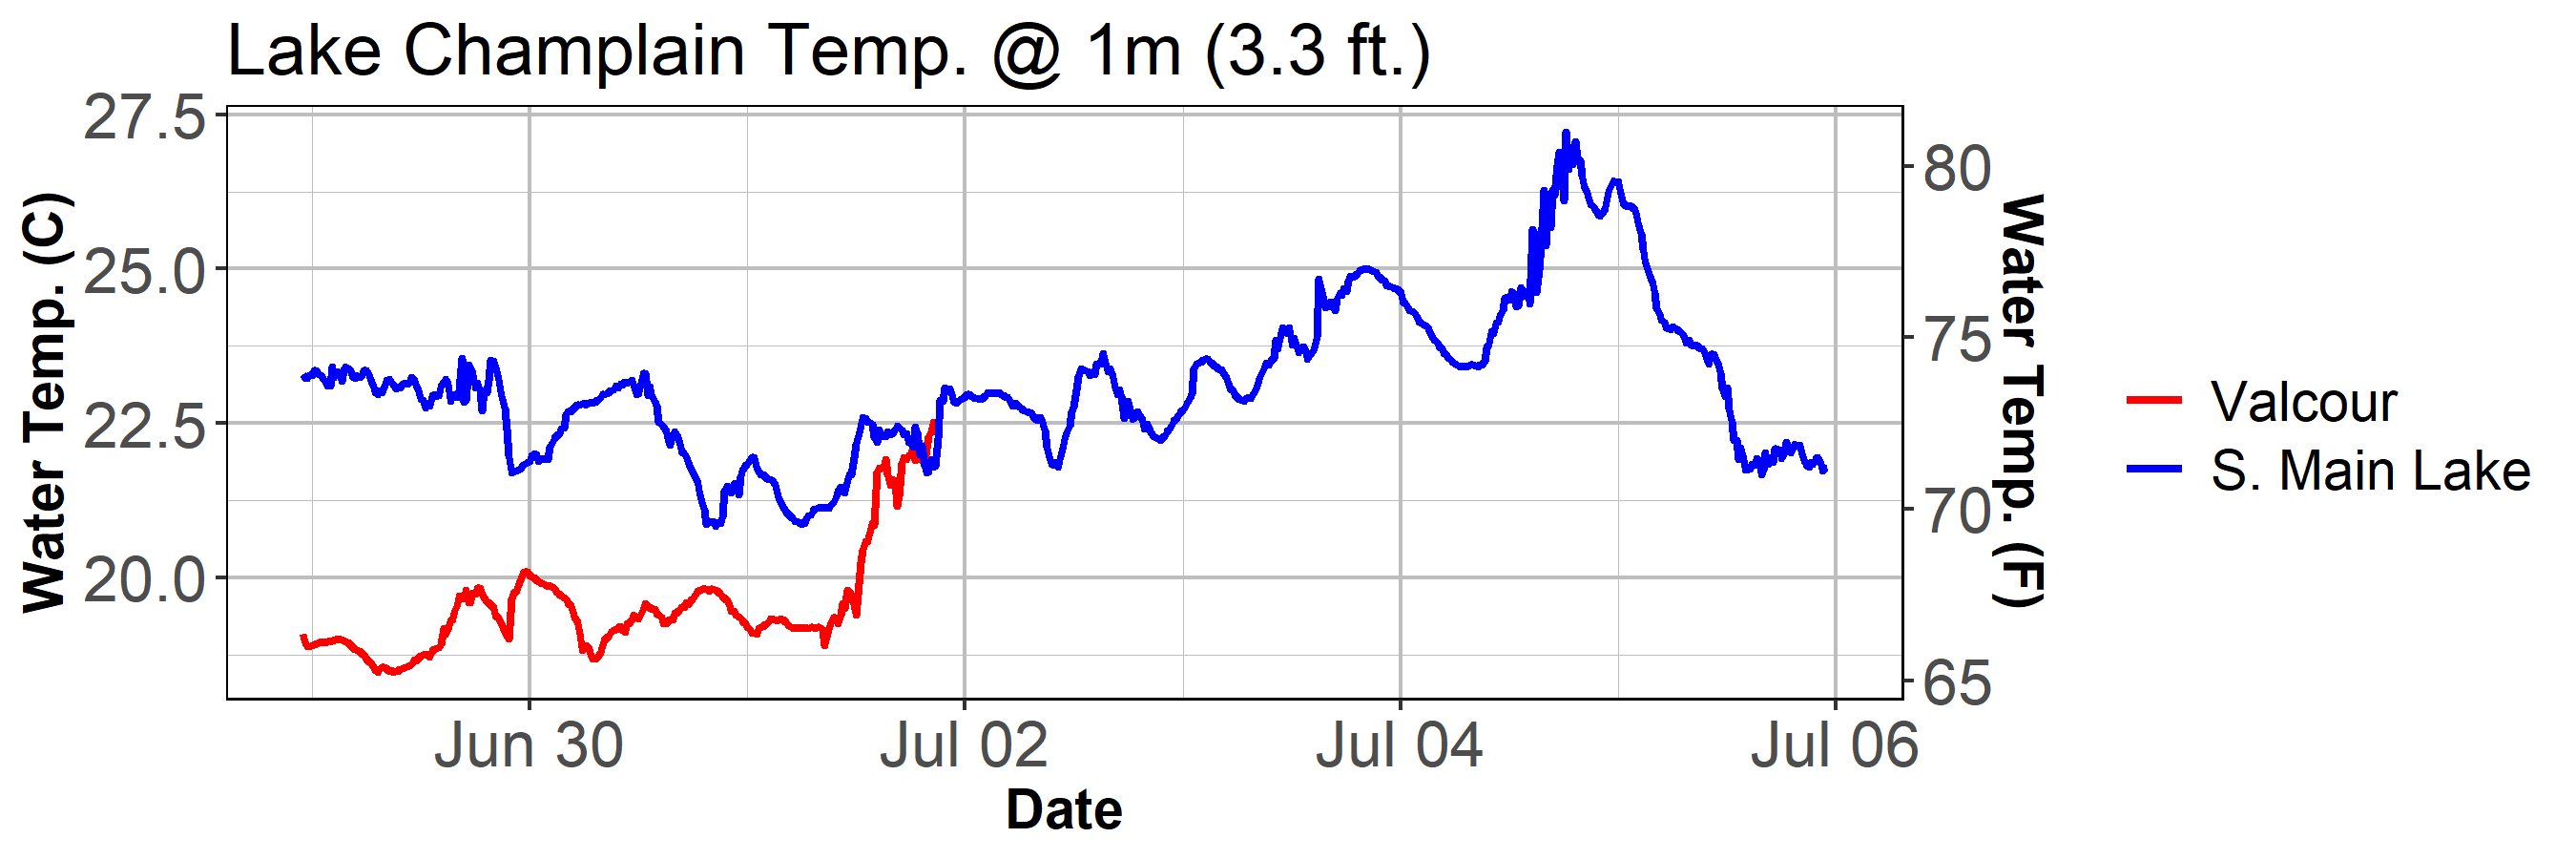 Lake Champlain Temp. @ 1m (3.3 ft.)
Water Temp. (C)
27.5
25.0
22.5
20.0
80
75
70
65
Water Temp. (F)
Jun 30
Jul 02
Jul 04
Jul 06
Date
Valcour
S. Main Lake